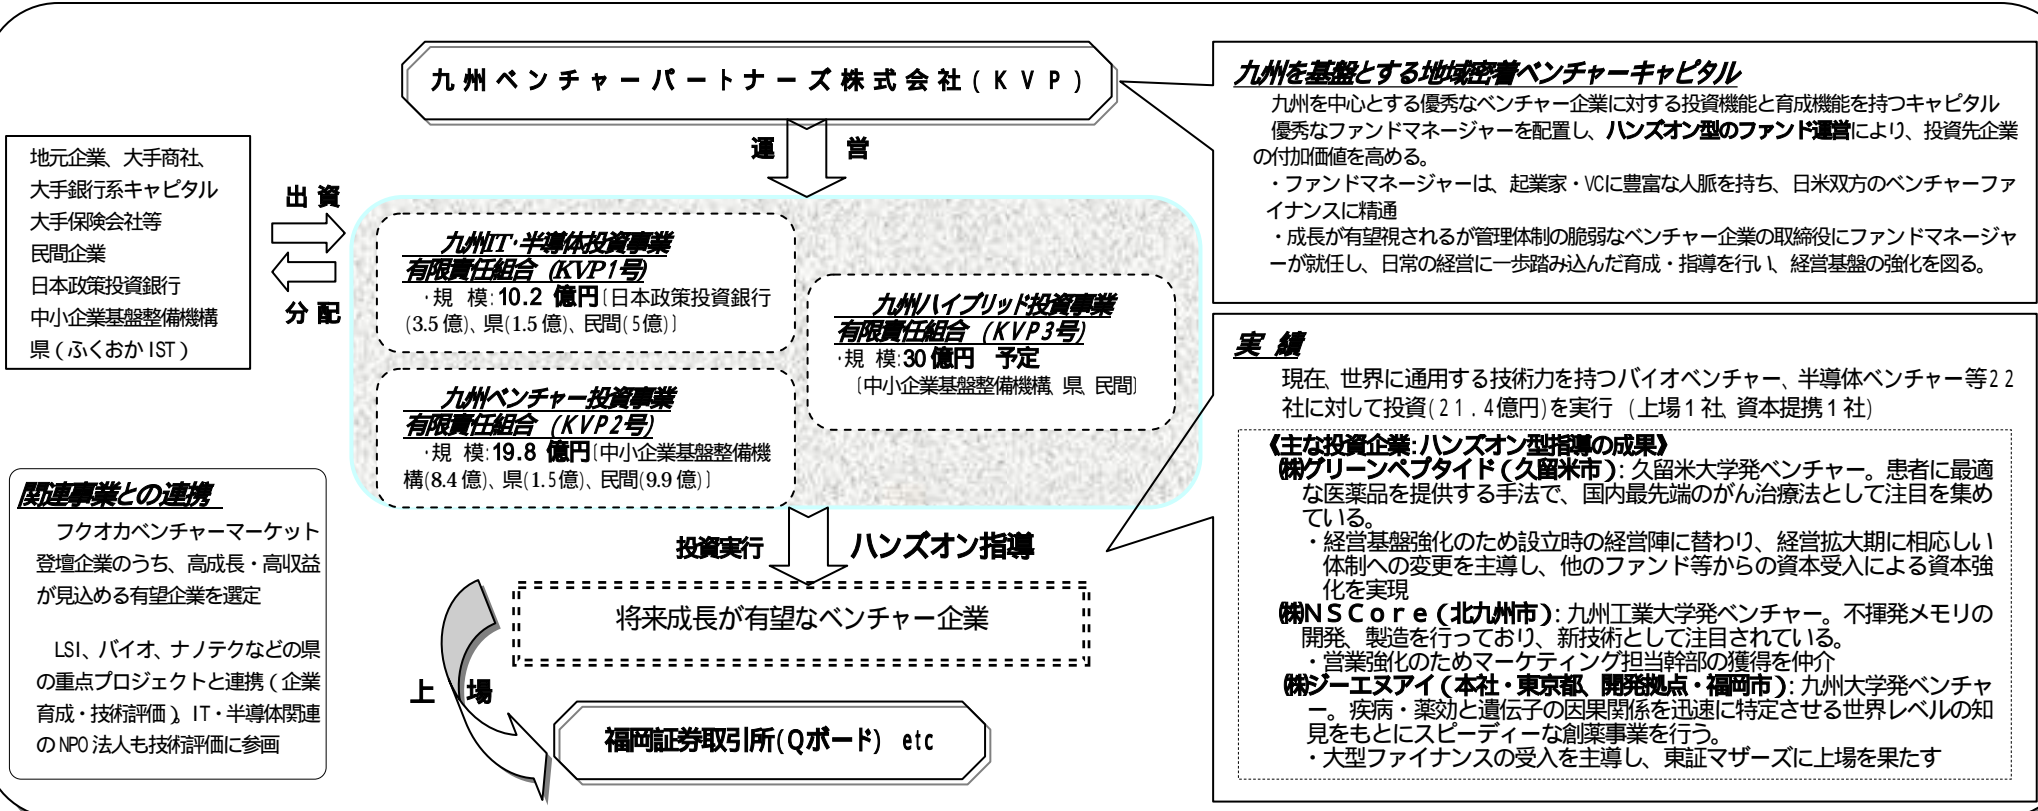 九州ベンチャーパートナーズ株式会社(ＫＶＰ)
運 営
地元企業、大手商社、
大手銀行系キャピタル
大手保険会社等
民間企業
日本政策投資銀行
中小企業基盤整備機構
県（ふくおかIST）
出 資
分 配
九州IT･半導体投資事業
有限責任組合 (KVP1号)
･規 模:10.2 億円〔日本政策投資銀行
(3.5億)、県(1.5億)、民間(5億)〕
九州ベンチャー投資事業
有限責任組合 (KVP2号)
･規 模:19.8 億円〔中小企業基盤整備機
構(8.4億)、県(1.5億)、民間(9.9億)〕
九州ハイブリッド投資事業
有限責任組合 (KVP3号)
･規 模:30億円 予定
〔中小企業基盤整備機構、県、民間〕
投資実行
ハンズオン指導
将来成長が有望なベンチャー企業
上 場
福岡証券取引所(Qボード) etc
関連事業との連携
フクオカベンチャーマーケット
登壇企業のうち、高成長・高収益
が見込める有望企業を選定
LSI、バイオ、ナノテクなどの県
の重点プロジェクトと連携（企業
育成・技術評価）。IT・半導体関連
のNPO法人も技術評価に参画
九州を基盤とする地域密着ベンチャーキャピタル
九州を中心とする優秀なベンチャー企業に対する投資機能と育成機能を持つキャピタル
優秀なファンドマネージャーを配置し、ハンズオン型のファンド運営により、投資先企業
の付加価値を高める。
・ファンドマネージャーは、起業家・VCに豊富な人脈を持ち、日米双方のベンチャーファ
イナンスに精通
・成長が有望視されるが管理体制の脆弱なベンチャー企業の取締役にファンドマネージャ
ーが就任し、日常の経営に一歩踏み込んだ育成・指導を行い、経営基盤の強化を図る。
実 績
現在、世界に通用する技術力を持つバイオベンチャー、半導体ベンチャー等２２
社に対して投資(２１．４億円)を実行 （上場１社、資本提携１社）
《主な投資企業:ハンズオン型指導の成果》
㈱グリーンペプタイド（久留米市）: 久留米大学発ベンチャー。患者に最適
な医薬品を提供する手法で、国内最先端のがん治療法として注目を集め
ている。
・経営基盤強化のため設立時の経営陣に替わり、経営拡大期に相応しい
体制への変更を主導し、他のファンド等からの資本受入による資本強
化を実現
㈱ＮＳＣｏｒｅ（北九州市）: 九州工業大学発ベンチャー。不揮発メモリの
開発、製造を行っており、新技術として注目されている。
・営業強化のためマーケティング担当幹部の獲得を仲介
㈱ジーエヌアイ（本社・東京都、開発拠点・福岡市）: 九州大学発ベンチャ
ー。疾病・薬効と遺伝子の因果関係を迅速に特定させる世界レベルの知
見をもとにスピーディーな創薬事業を行う。
・大型ファイナンスの受入を主導し、東証マザーズに上場を果たす